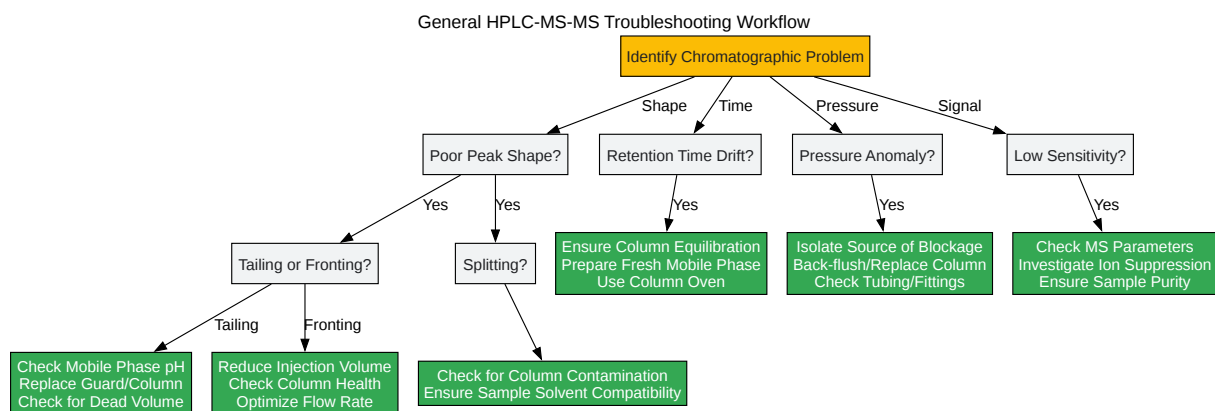 General HPLC-MS-MS Troubleshooting Workflow
Identify Chromatographic Problem
Shape
Time
Pressure
Signal
Poor Peak Shape?
Retention Time Drift?
Pressure Anomaly?
Low Sensitivity?
Yes
Yes
Yes
Yes
Yes
Tailing or Fronting?
Splitting?
Ensure Column Equilibration
Prepare Fresh Mobile Phase
Use Column Oven
Isolate Source of Blockage
Back-flush/Replace Column
Check Tubing/Fittings
Check MS Parameters
Investigate Ion Suppression
Ensure Sample Purity
Tailing
Fronting
Check Mobile Phase pH
Replace Guard/Column
Check for Dead Volume
Reduce Injection Volume
Check Column Health
Optimize Flow Rate
Check for Column Contamination
Ensure Sample Solvent Compatibility